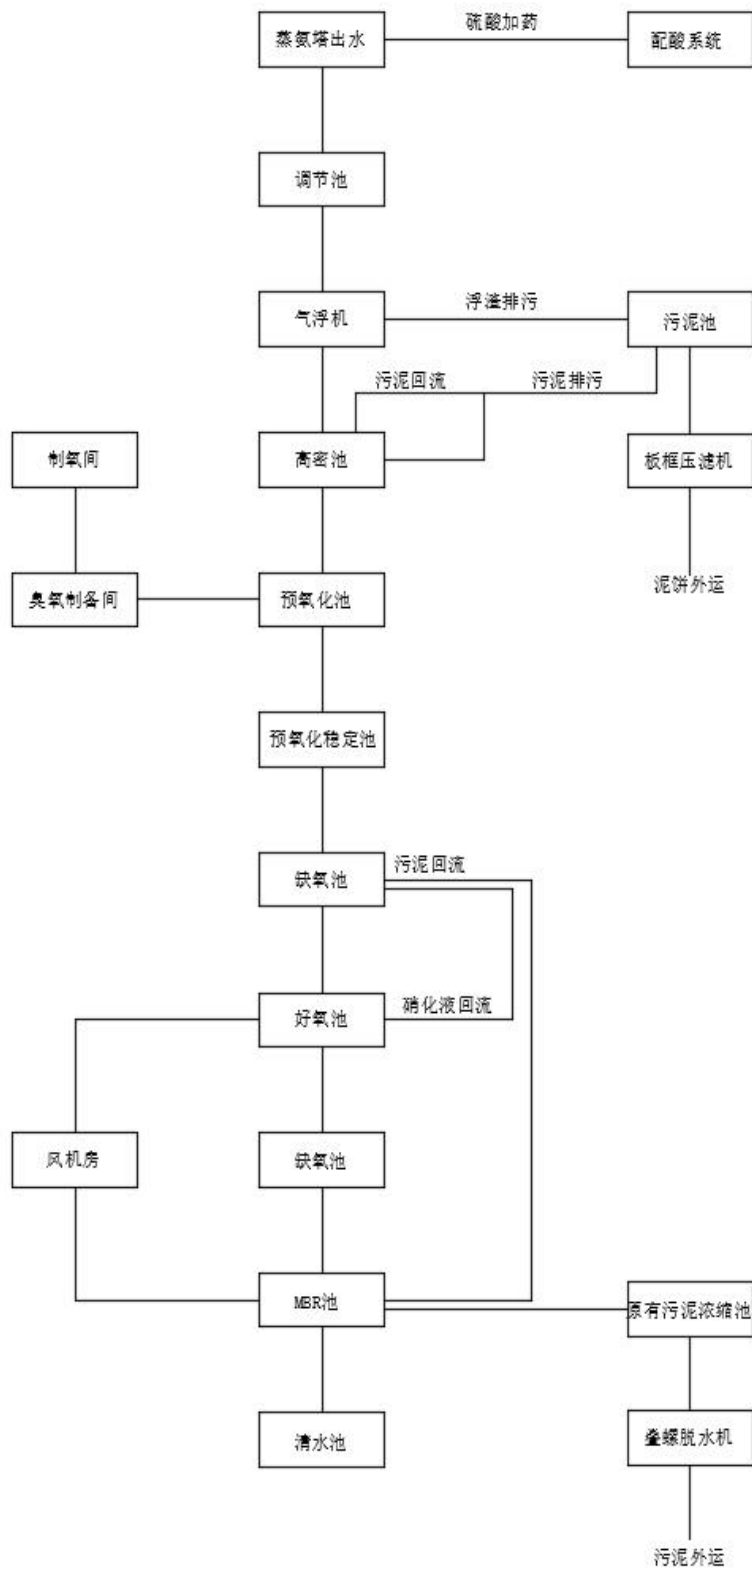 硫酸加药
蒸氨塔出水
配酸系统
调节池
浮渣排污
气浮机
污泥池
污泥回流
污泥排污
制氧间
高密池
板框压滤机
臭氧制备间
预氧化池
泥饼外运
预氧化稳定池
污泥回流
缺氧池
好氧池
硝化液回流
风机房
缺氧池
MBR池
原有污泥浓缩池
清水池
叠螺脱水机
污泥外运